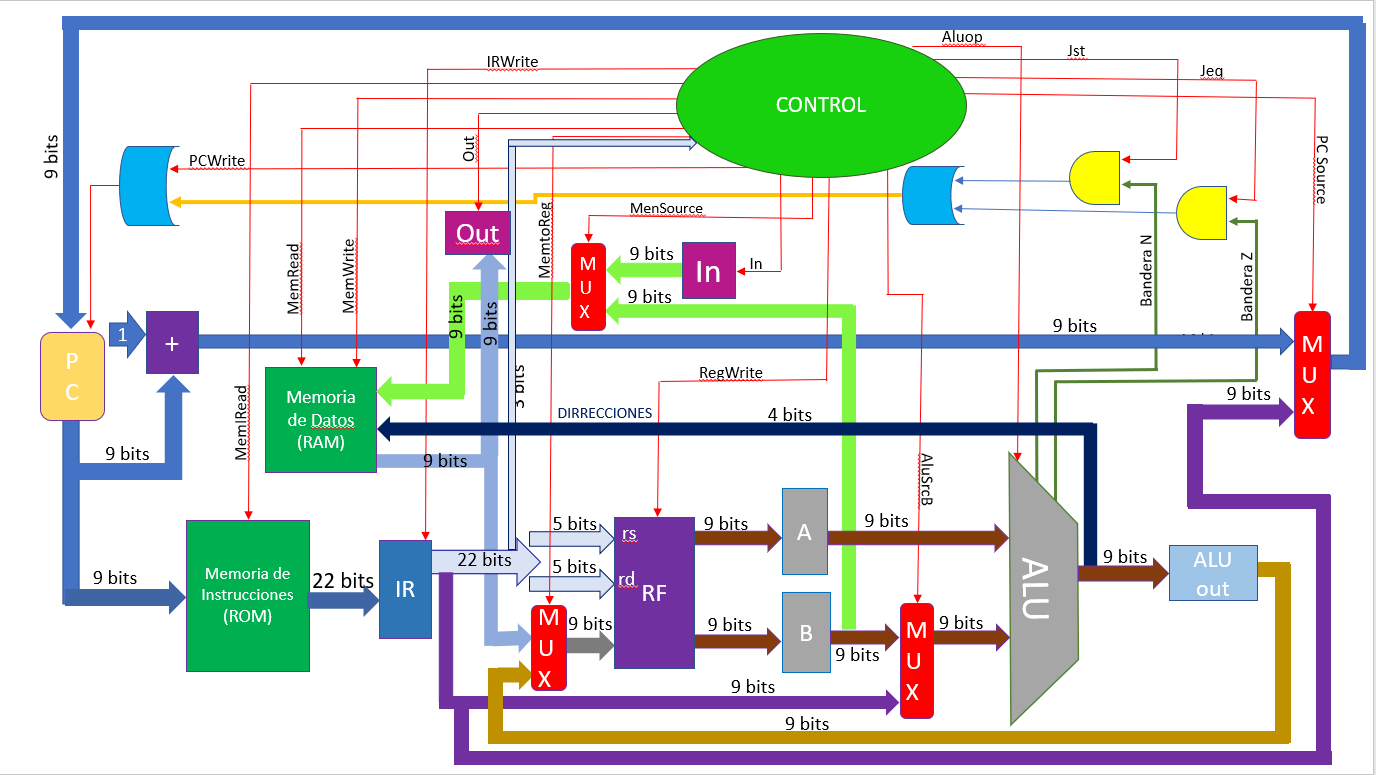 Aluop
Jst
IRWrite
Jeq
CONTROL
9 bits
Out
PCWrite
PC Source
MemtoReg
MenSource
Out
M
U
X
9 bits
In
In
MemRead
MemWrite
9 bits
9 bits
9 bits
Bandera N
Bandera Z
1
+
9 bits
P
C
M
U
X
3 bits
RegWrite
Memoria
de Datos
(RAM)
DIRRECCIONES
4 bits
9 bits
MemIRead
9 bits
9 bits
AluSrcB
5 bits
rs
9 bits
A
9 bits
22 bits
5 bits
rd
RF
9 bits
Memoria de
Instrucciones
(ROM)
22 bits
IR
ALU
9 bits
ALU
out
M
U
X
9 bits
9 bits
B
9 bits
M
U
X
9 bits
9 bits
9 bits